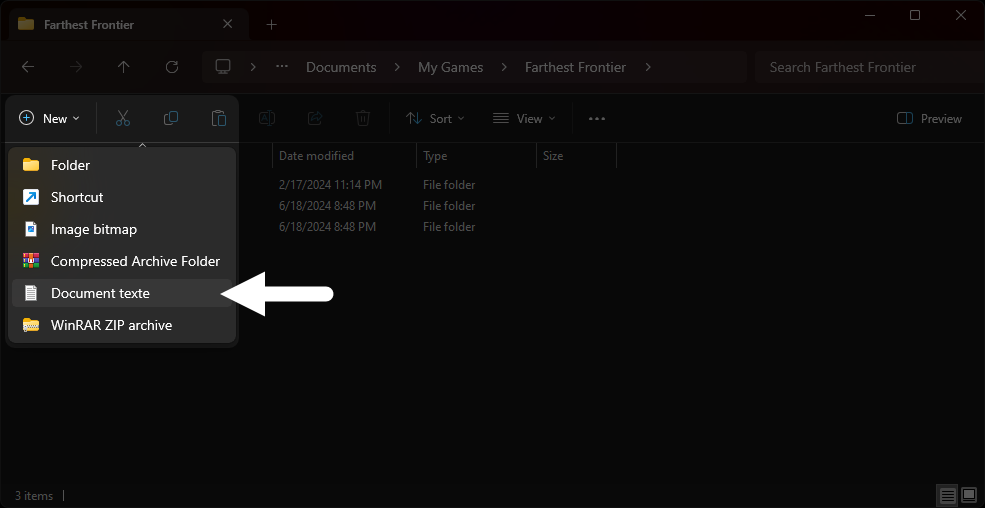 Farthest Frontier
Documents My Games Farthest Frontier Search Farthest Frontier
New Sort View Preview
Date modified Type Size
Folder
2/17/2024 11:14 PM File folder
Shortcut
6/18/2024 8:48 PM File folder
Image bitmap
6/18/2024 8:48 PM File folder
Compressed Archive Folder
Document texte
WinRAR ZIP archive
3 items